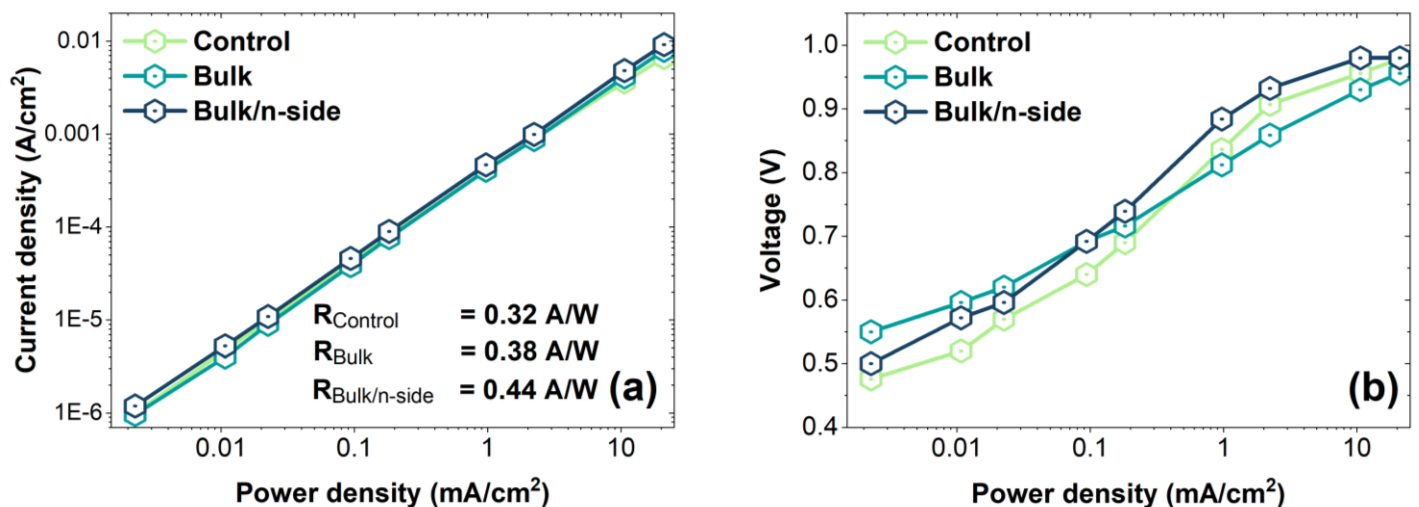 Control
Bulk
Bulk/n-side
0.01
0.001
1E-4
1E-5
1E-6
Current density (A/cm²)
R_Control = 0.32 A/W
R_Bulk = 0.38 A/W
R_Bulk/n-side = 0.44 A/W
(a)
0.01 0.1 1 10
Power density (mA/cm²)
Control
Bulk
Bulk/n-side
1.0
0.9
0.8
0.7
0.6
0.5
0.4
Voltage (V)
(b)
0.01 0.1 1 10
Power density (mA/cm²)